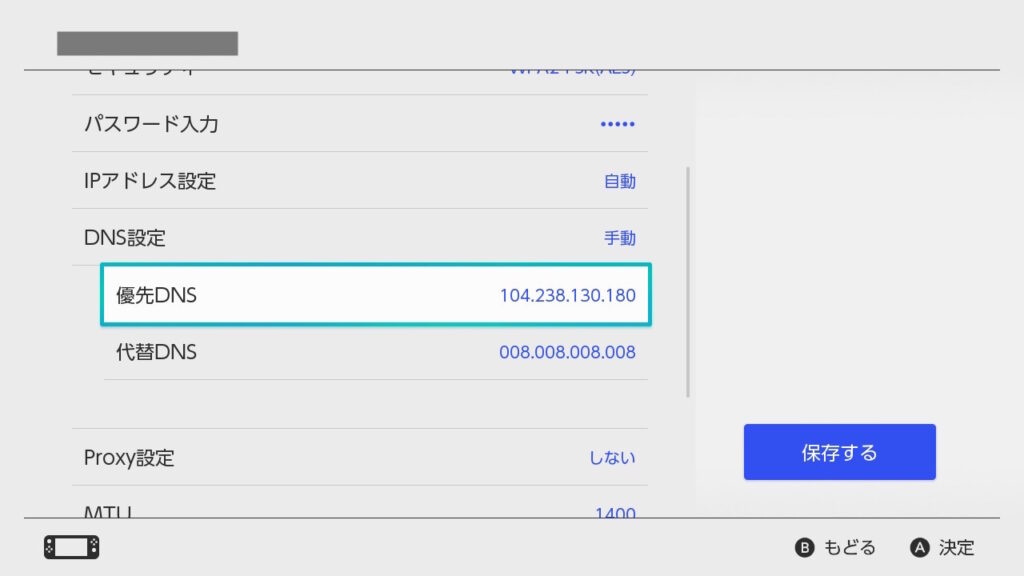 パスワード入力 •••••
IPアドレス設定 自動
DNS設定 手動
優先DNS 104.238.130.180
代替DNS 008.008.008.008
Proxy設定 しない
MTU 1400
保存する
B もどる A 決定